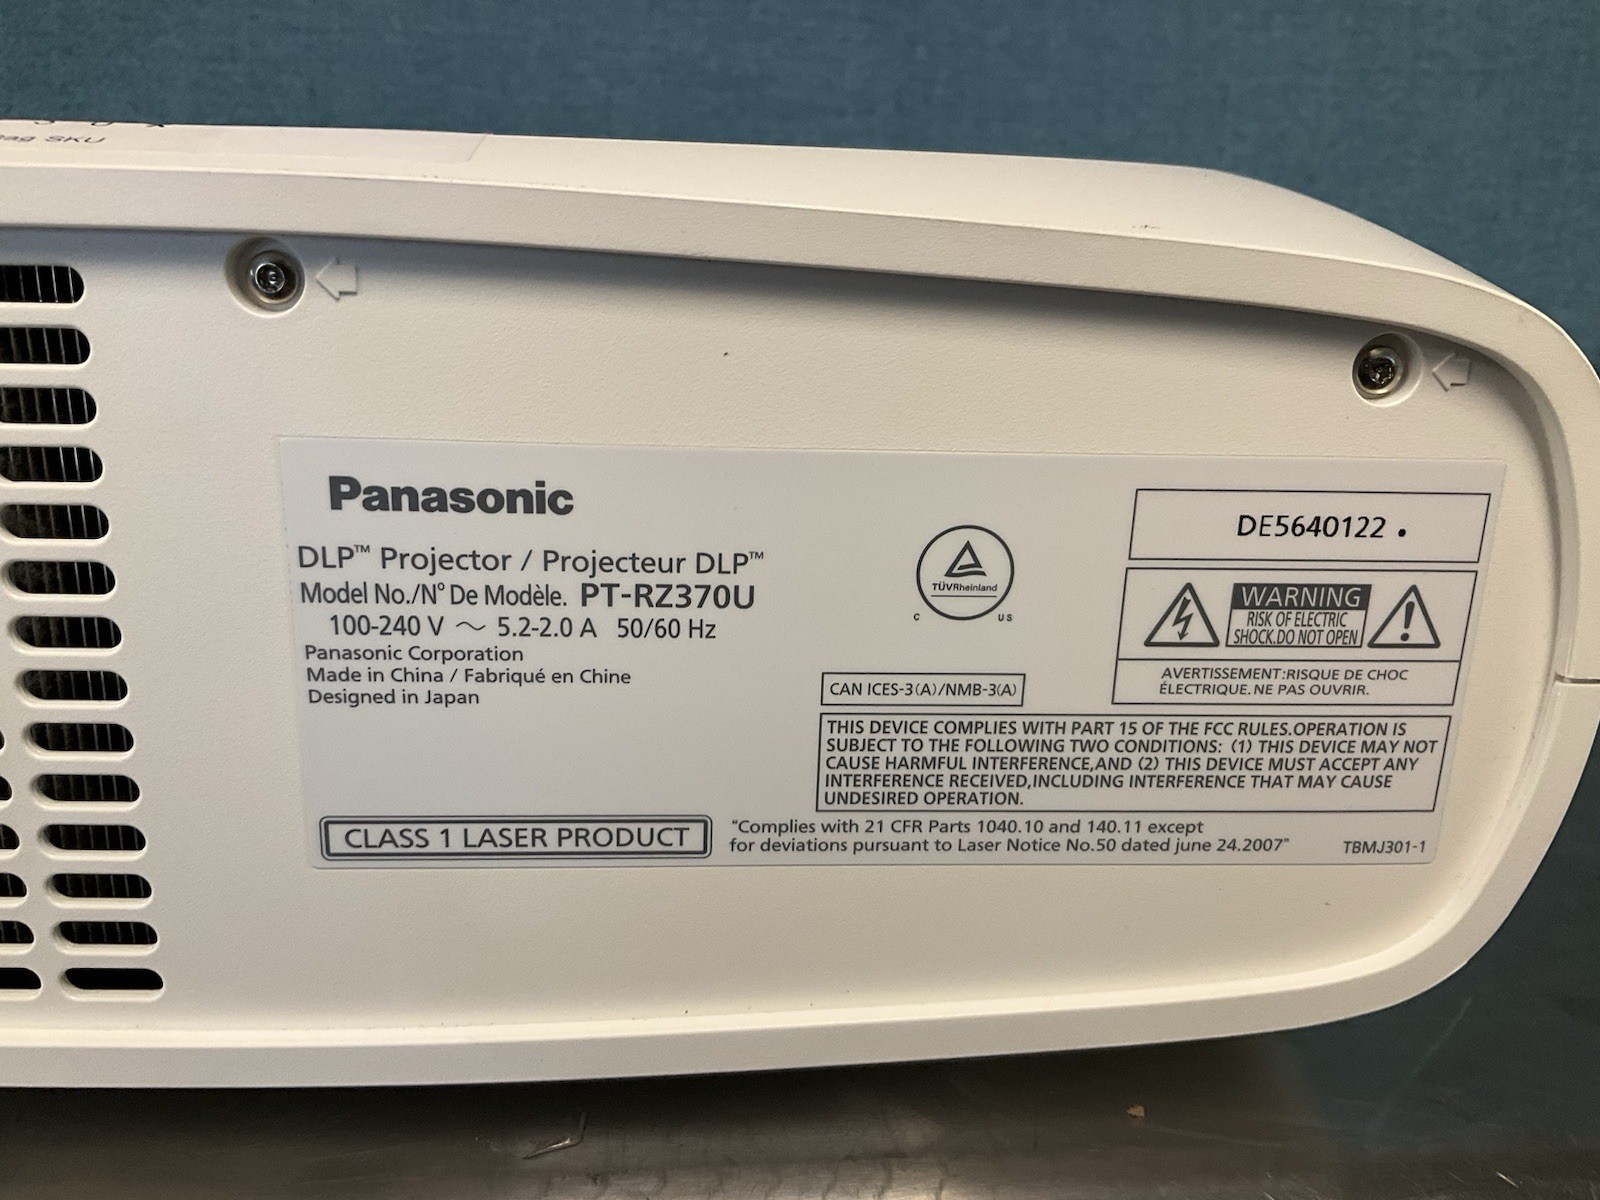 SKU
Panasonic
DLP™ Projector / Projecteur DLP™
Model No./N° De Modèle. PT-RZ370U
100-240 V ～ 5.2-2.0 A 50/60 Hz
Panasonic Corporation
Made in China / Fabriqué en Chine
Designed in Japan
CLASS 1 LASER PRODUCT
TÜVRheinland
C US
CAN ICES-3(A)/NMB-3(A)
DE5640122 .
WARNING
RISK OF ELECTRIC
SHOCK.DO NOT OPEN
AVERTISSEMENT:RISQUE DE CHOC
ÉLECTRIQUE. NE PAS OUVRIR.
THIS DEVICE COMPLIES WITH PART 15 OF THE FCC RULES.OPERATION IS
SUBJECT TO THE FOLLOWING TWO CONDITIONS: (1) THIS DEVICE MAY NOT
CAUSE HARMFUL INTERFERENCE,AND (2) THIS DEVICE MUST ACCEPT ANY
INTERFERENCE RECEIVED,INCLUDING INTERFERENCE THAT MAY CAUSE
UNDESIRED OPERATION.
"Complies with 21 CFR Parts 1040.10 and 140.11 except
for deviations pursuant to Laser Notice No.50 dated june 24.2007"
TBMJ301-1